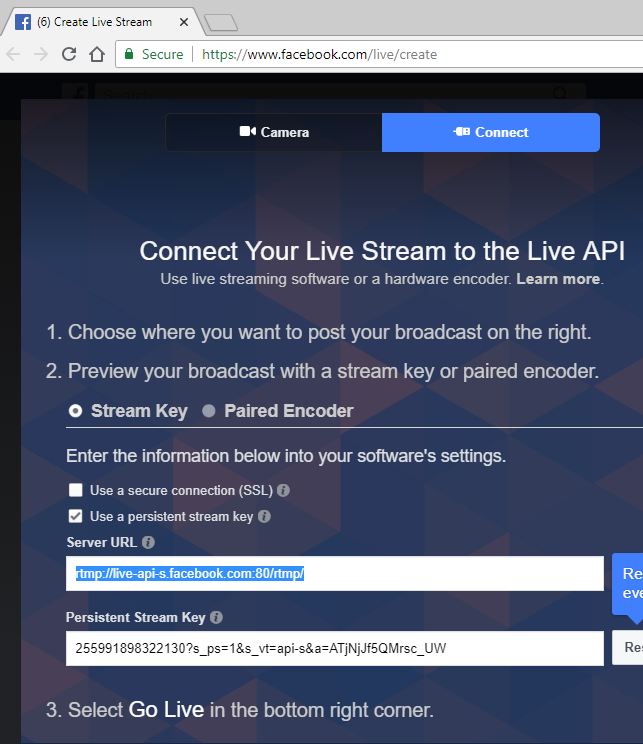 (6) Create Live Stream
Secure https://www.facebook.com/live/create
Search
Camera
Connect
Connect Your Live Stream to the Live API
Use live streaming software or a hardware encoder. Learn more.
1. Choose where you want to post your broadcast on the right.
2. Preview your broadcast with a stream key or paired encoder.
Stream Key Paired Encoder
Enter the information below into your software's settings.
Use a secure connection (SSL)
Use a persistent stream key
Server URL
rtmp://live-api-s.facebook.com:80/rtmp/
Re
eve
Persistent Stream Key
255991898322130?s_ps=1&s_vt=api-s&a=ATjNjJf5QMrsc_UW
Res
3. Select Go Live in the bottom right corner.